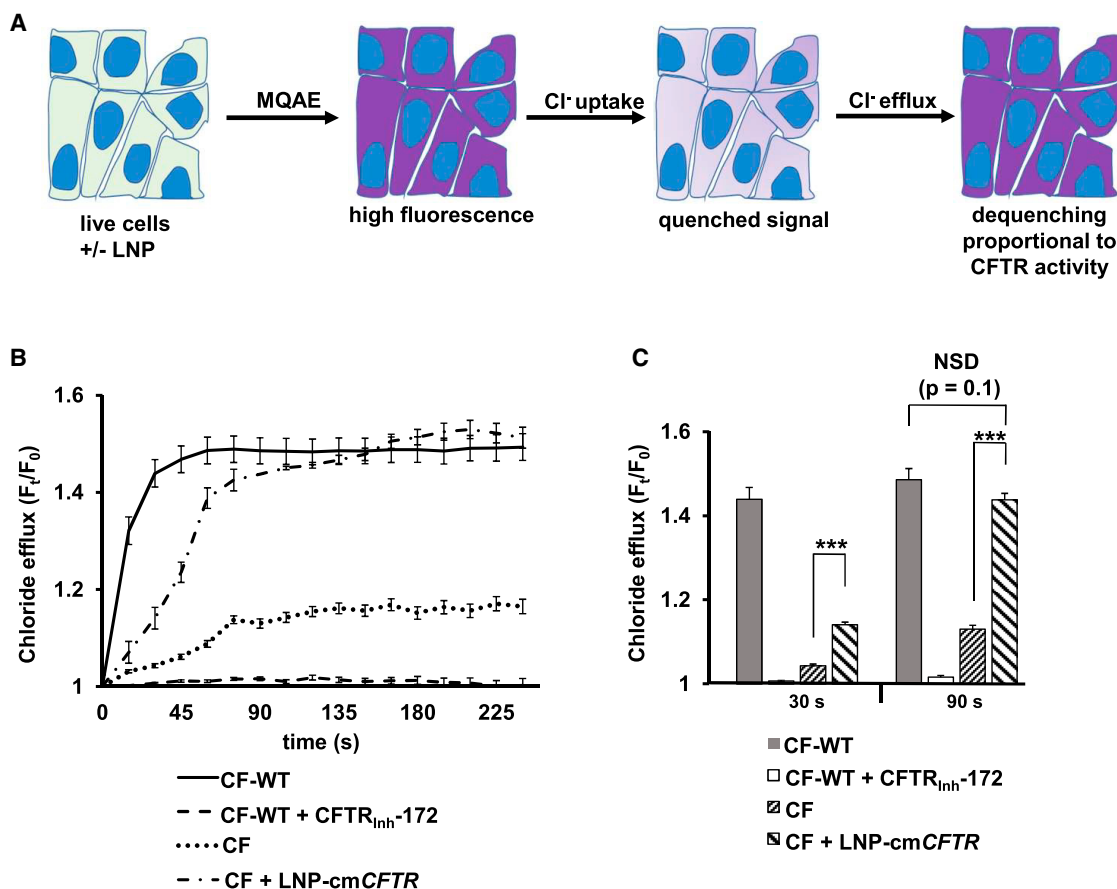 A
MQAE
Cl- uptake
Cl- efflux
live cells
+/- LNP
high fluorescence
quenched signal
dequenching
proportional to
CFTR activity
B
Chloride efflux (Ft/F0)
1.6
1.4
1.2
1
0 45 90 135 180 225
time (s)
CF-WT
CF-WT + CFTRInh-172
CF
CF + LNP-cmCFTR
C
NSD
(p = 0.1)
***
***
Chloride efflux (Ft/F0)
1.6
1.4
1.2
1
30 s 90 s
CF-WT
CF-WT + CFTRInh-172
CF
CF + LNP-cmCFTR